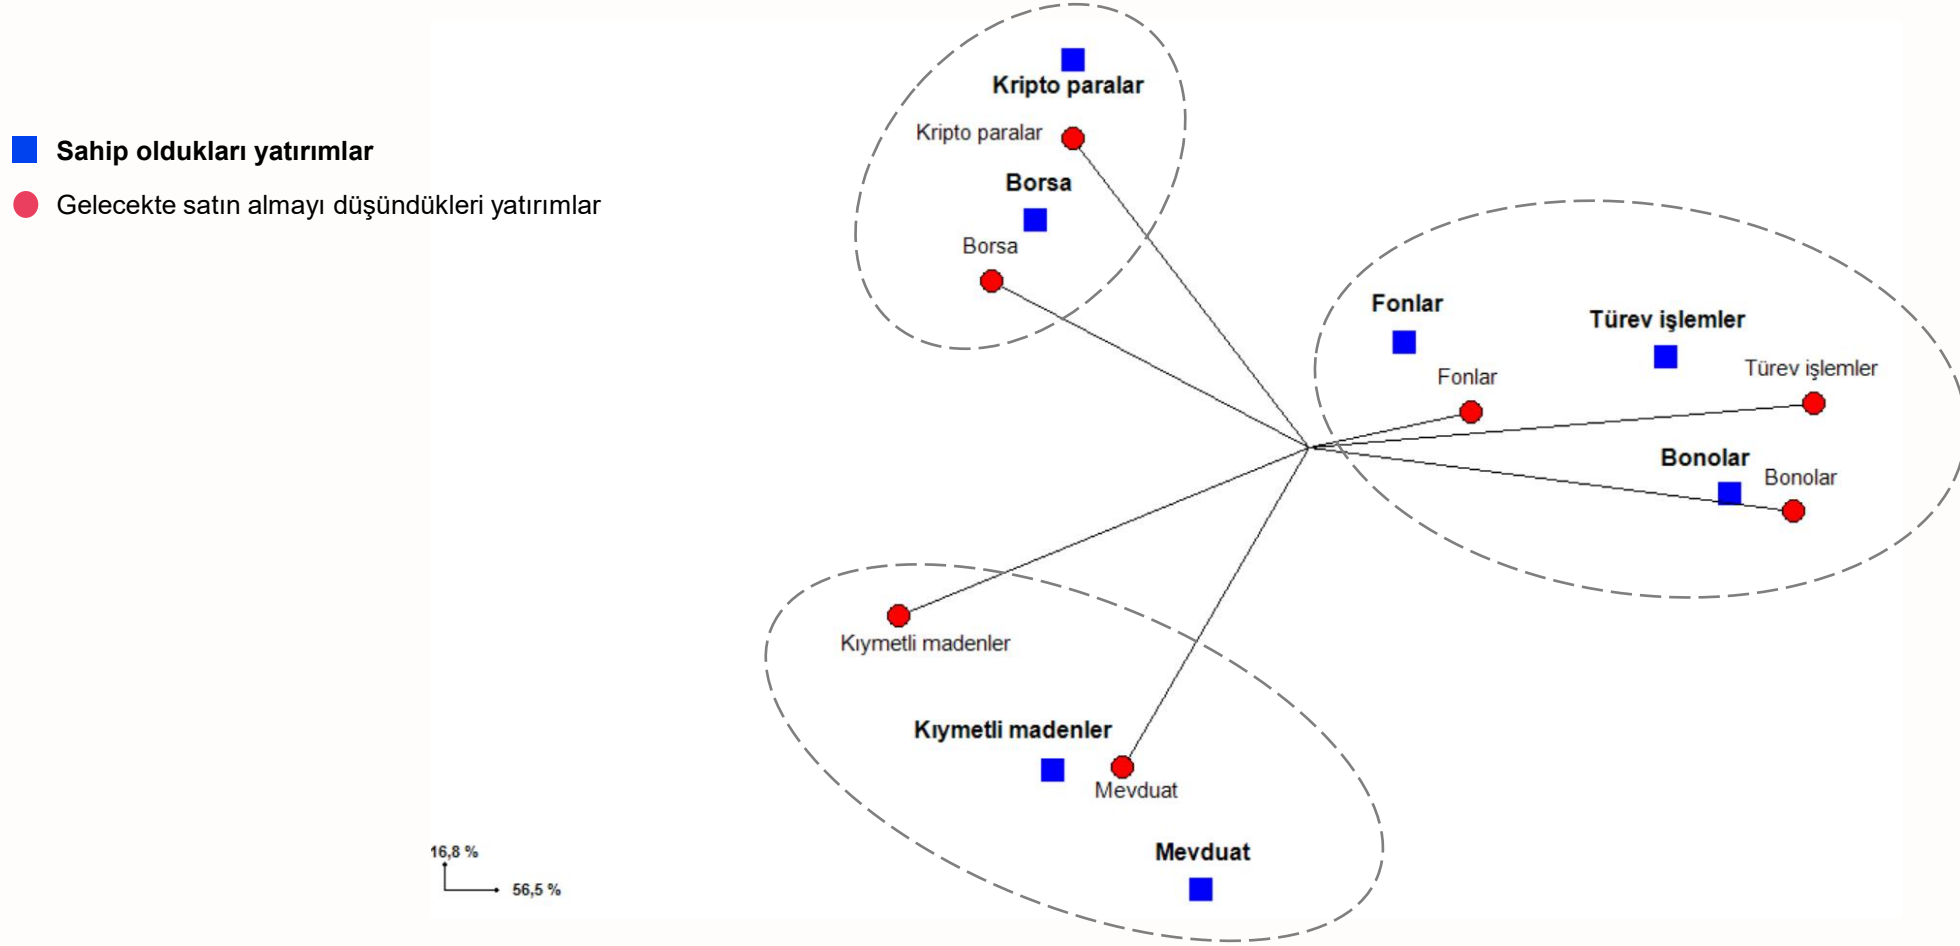 Kripto paralar
Kripto paralar
Sahip oldukları yatırımlar
Borsa
Gelecekte satın almayı düşündükleri yatırımlar
Borsa
Fonlar
Türev işlemler
Türev işlemler
Fonlar
Bonolar
Bonolar
Kıymetli madenler
Kıymetli madenler
Mevduat
Mevduat
16,8 %
56,5 %